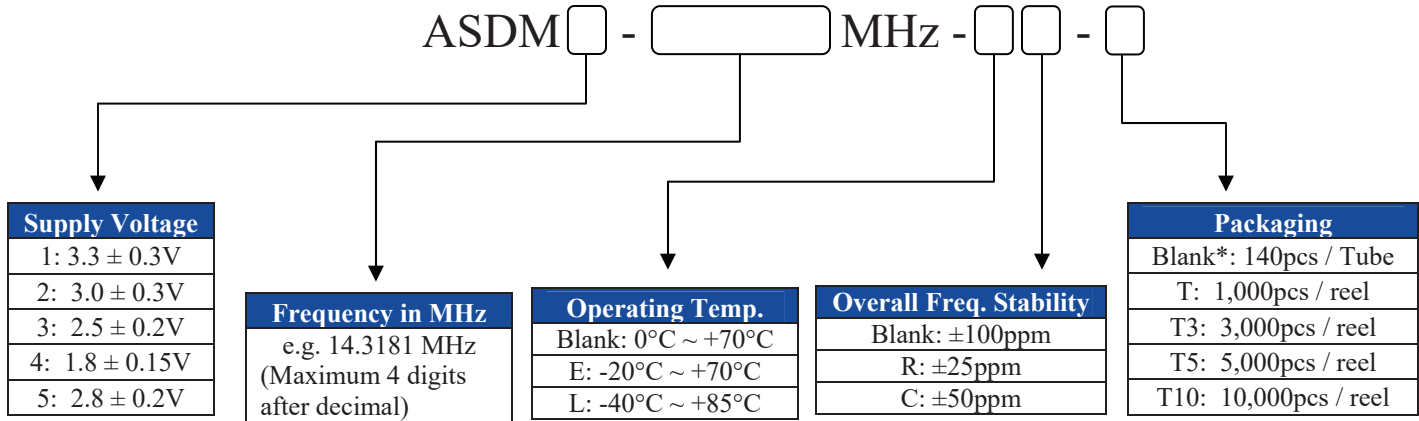 ASDM - MHz - -
Supply Voltage
1: 3.3 ± 0.3V
2: 3.0 ± 0.3V
3: 2.5 ± 0.2V
4: 1.8 ± 0.15V
5: 2.8 ± 0.2V
Frequency in MHz
e.g. 14.3181 MHz
(Maximum 4 digits
after decimal)
Operating Temp.
Blank: 0°C ~ +70°C
E: -20°C ~ +70°C
L: -40°C ~ +85°C
Overall Freq. Stability
Blank: ±100ppm
R: ±25ppm
C: ±50ppm
Packaging
Blank*: 140pcs / Tube
T: 1,000pcs / reel
T3: 3,000pcs / reel
T5: 5,000pcs / reel
T10: 10,000pcs / reel